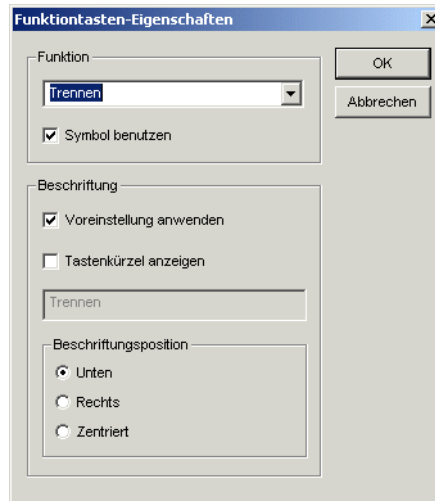 Funktiontasten-Eigenschaften
Funktion
Trennen
Symbol benutzen
OK
Abbrechen
Beschriftung
Voreinstellung anwenden
Tastenkürzel anzeigen
Trennen
Beschriftungsposition
Unten
Rechts
Zentriert